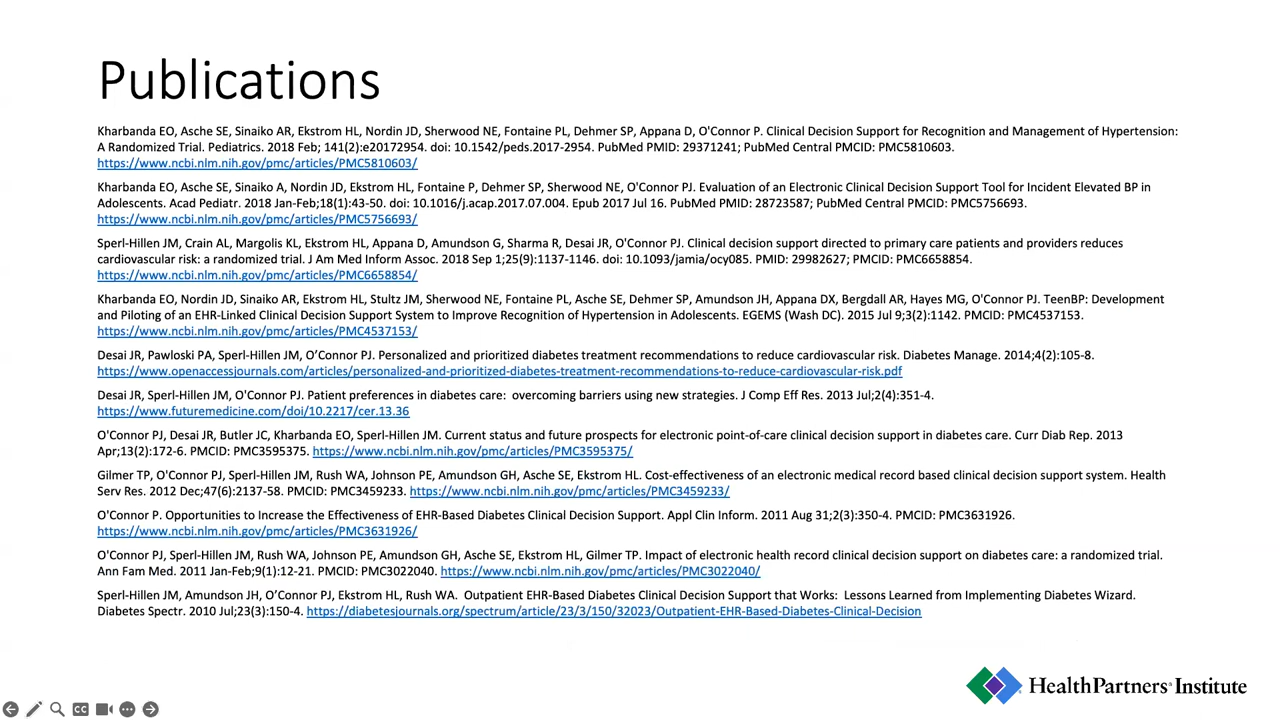 Publications
Kharbanda EO, Asche SE, Sinaiko AR, Ekstrom HL, Nordin JD, Sherwood NE, Fontaine PL, Dehmer SP, Appana D, O'Connor P. Clinical Decision Support for Recognition and Management of Hypertension:
A Randomized Trial. Pediatrics. 2018 Feb; 141(2):e20172954. doi: 10.1542/peds.2017-2954. PubMed PMID: 29371241; PubMed Central PMCID: PMC5810603.
https://www.ncbi.nlm.nih.gov/pmc/articles/PMC5810603/
Kharbanda EO, Asche SE, Sinaiko A, Nordin JD, Ekstrom HL, Fontaine P, Dehmer SP, Sherwood NE, O'Connor PJ. Evaluation of an Electronic Clinical Decision Support Tool for Incident Elevated BP in
Adolescents. Acad Pediatr. 2018 Jan-Feb;18(1):43-50. doi: 10.1016/j.acap.2017.07.004. Epub 2017 Jul 16. PubMed PMID: 28723587; PubMed Central PMCID: PMC5756693.
https://www.ncbi.nlm.nih.gov/pmc/articles/PMC5756693/
Sperl-Hillen JM, Crain AL, Margolis KL, Ekstrom HL, Appana D, Amundson G, Sharma R, Desai JR, O'Connor PJ. Clinical decision support directed to primary care patients and providers reduces
cardiovascular risk: a randomized trial. J Am Med Inform Assoc. 2018 Sep 1;25(9):1137-1146. doi: 10.1093/jamia/ocy085. PMID: 29982627; PMCID: PMC6658854.
https://www.ncbi.nlm.nih.gov/pmc/articles/PMC6658854/
Kharbanda EO, Nordin JD, Sinaiko AR, Ekstrom HL, Stultz JM, Sherwood NE, Fontaine PL, Asche SE, Dehmer SP, Amundson JH, Appana DX, Bergdall AR, Hayes MG, O'Connor PJ. TeenBP: Development
and Piloting of an EHR-Linked Clinical Decision Support System to Improve Recognition of Hypertension in Adolescents. EGEMS (Wash DC). 2015 Jul 9;3(2):1142. PMCID: PMC4537153.
https://www.ncbi.nlm.nih.gov/pmc/articles/PMC4537153/
Desai JR, Pawloski PA, Sperl-Hillen JM, O’Connor PJ. Personalized and prioritized diabetes treatment recommendations to reduce cardiovascular risk. Diabetes Manage. 2014;4(2):105-8.
https://www.openaccessjournals.com/articles/personalized-and-prioritized-diabetes-treatment-recommendations-to-reduce-cardiovascular-risk.pdf
Desai JR, Sperl-Hillen JM, O'Connor PJ. Patient preferences in diabetes care:  overcoming barriers using new strategies. J Comp Eff Res. 2013 Jul;2(4):351-4.
https://www.futuremedicine.com/doi/10.2217/cer.13.36
O'Connor PJ, Desai JR, Butler JC, Kharbanda EO, Sperl-Hillen JM. Current status and future prospects for electronic point-of-care clinical decision support in diabetes care. Curr Diab Rep. 2013
Apr;13(2):172-6. PMCID: PMC3595375. https://www.ncbi.nlm.nih.gov/pmc/articles/PMC3595375/
Gilmer TP, O'Connor PJ, Sperl-Hillen JM, Rush WA, Johnson PE, Amundson GH, Asche SE, Ekstrom HL. Cost-effectiveness of an electronic medical record based clinical decision support system. Health
Serv Res. 2012 Dec;47(6):2137-58. PMCID: PMC3459233. https://www.ncbi.nlm.nih.gov/pmc/articles/PMC3459233/
O'Connor P. Opportunities to Increase the Effectiveness of EHR-Based Diabetes Clinical Decision Support. Appl Clin Inform. 2011 Aug 31;2(3):350-4. PMCID: PMC3631926.
https://www.ncbi.nlm.nih.gov/pmc/articles/PMC3631926/
O'Connor PJ, Sperl-Hillen JM, Rush WA, Johnson PE, Amundson GH, Asche SE, Ekstrom HL, Gilmer TP. Impact of electronic health record clinical decision support on diabetes care: a randomized trial.
Ann Fam Med. 2011 Jan-Feb;9(1):12-21. PMCID: PMC3022040. https://www.ncbi.nlm.nih.gov/pmc/articles/PMC3022040/
Sperl-Hillen JM, Amundson JH, O’Connor PJ, Ekstrom HL, Rush WA.  Outpatient EHR-Based Diabetes Clinical Decision Support that Works:  Lessons Learned from Implementing Diabetes Wizard.
Diabetes Spectr. 2010 Jul;23(3):150-4. https://diabetesjournals.org/spectrum/article/23/3/150/32023/Outpatient-EHR-Based-Diabetes-Clinical-Decision
HealthPartners® Institute
CC